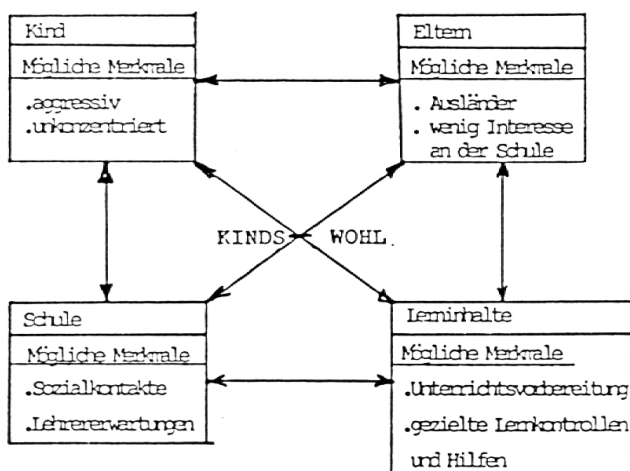 Kind
Mögliche Merkmale
.aggressiv
.unkonzentriert
Eltern
Mögliche Merkmale
. Ausländer
. wenig Interesse
an der Schule
KINDS WOHL.
Schule
Mögliche Merkmale
.Sozialkontakte
.Lehrererwartungen
Lerninhalte
Mögliche Merkmale
.Unterrichtsvorbereitung
.gezielte Lernkontrollen
und Hilfen